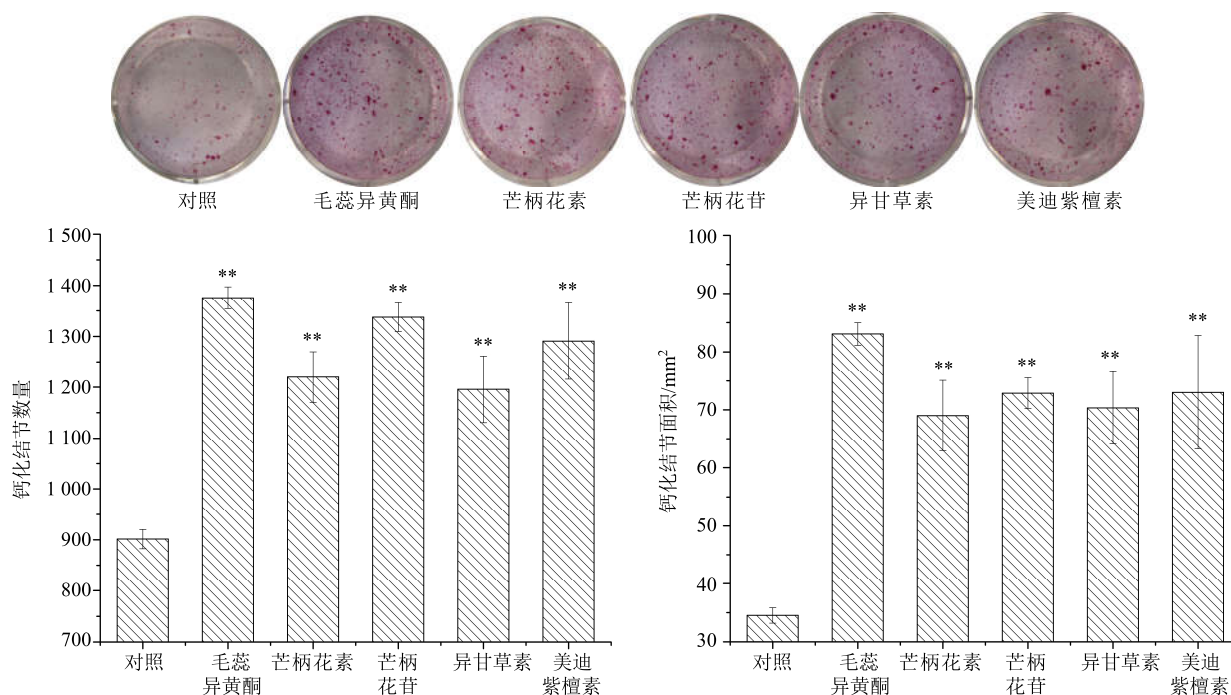 对照 毛蕊异黄酮 芒柄花素 芒柄花苷 异甘草素 美迪紫檀素
钙化结节数量
1 500
1 400
1 300
1 200
1 100
1 000
900
800
700
** ** ** ** **
对照 毛蕊 芒柄花素 芒柄 异甘草素 美迪
异黄酮 花苷 紫檀素
钙化结节面积/mm²
100
90
80
70
60
50
40
30
** ** ** ** **
对照 毛蕊 芒柄花素 芒柄 异甘草素 美迪
异黄酮 花苷 紫檀素